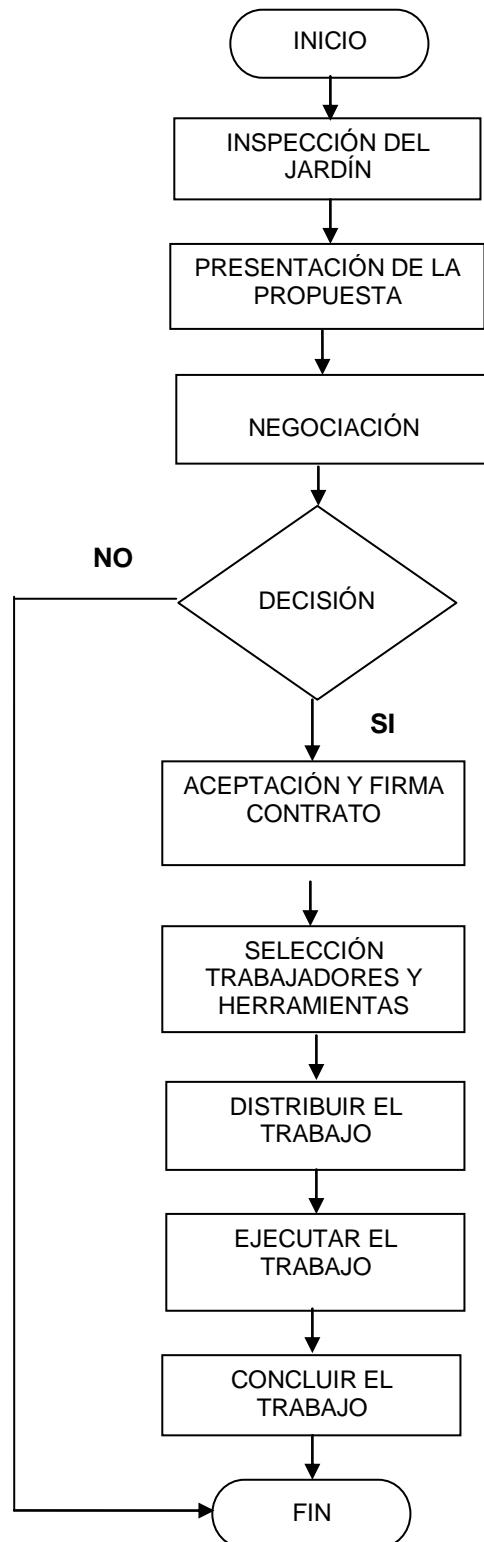 INICIO
INSPECCIÓN DEL
JARDÍN
PRESENTACIÓN DE LA
PROPUESTA
NEGOCIACIÓN
NO
DECISIÓN
SI
ACEPTACIÓN Y FIRMA
CONTRATO
SELECCIÓN
TRABAJADORES Y
HERRAMIENTAS
DISTRIBUIR EL
TRABAJO
EJECUTAR EL
TRABAJO
CONCLUIR EL
TRABAJO
FIN